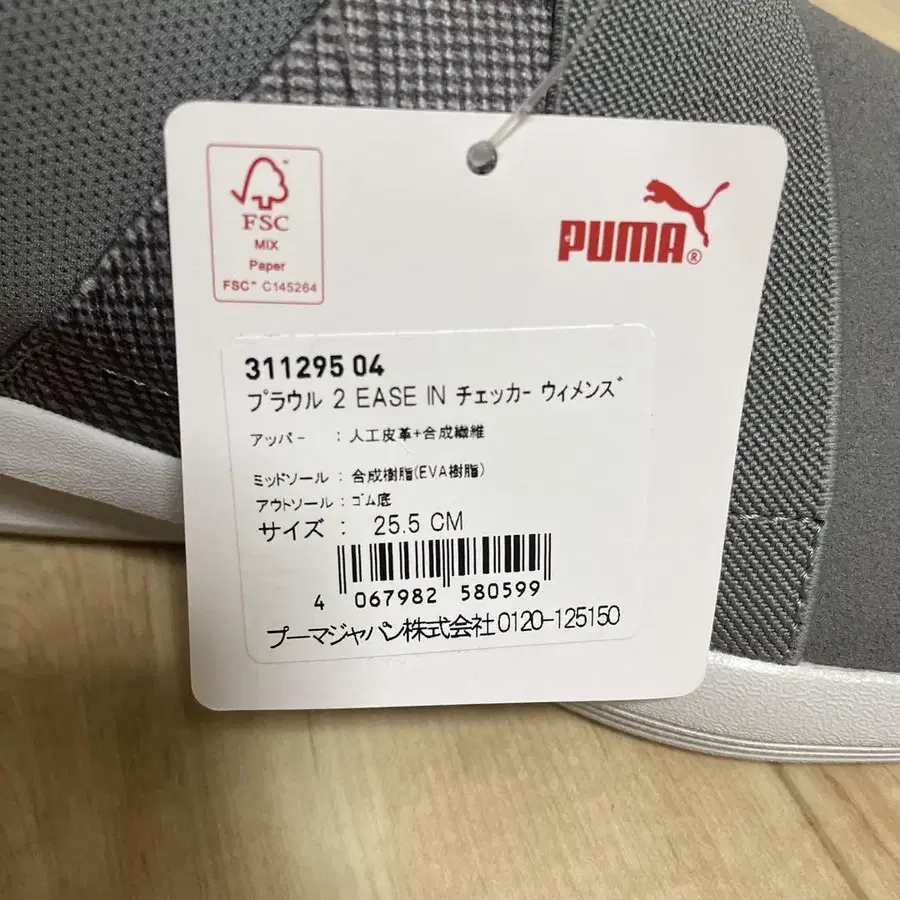 FSC
MIX
Paper
FSC™ C145264
PUMA®
311295 04
プラウル 2 EASE IN チェッカー ウィメンズ
アッパー : 人工皮革+合成繊維
ミッドソール : 合成樹脂(EVA樹脂)
アウトソール : ゴム底
サイズ : 25.5 CM
4 067982 580599
プーマジャパン株式会社 0120-125150